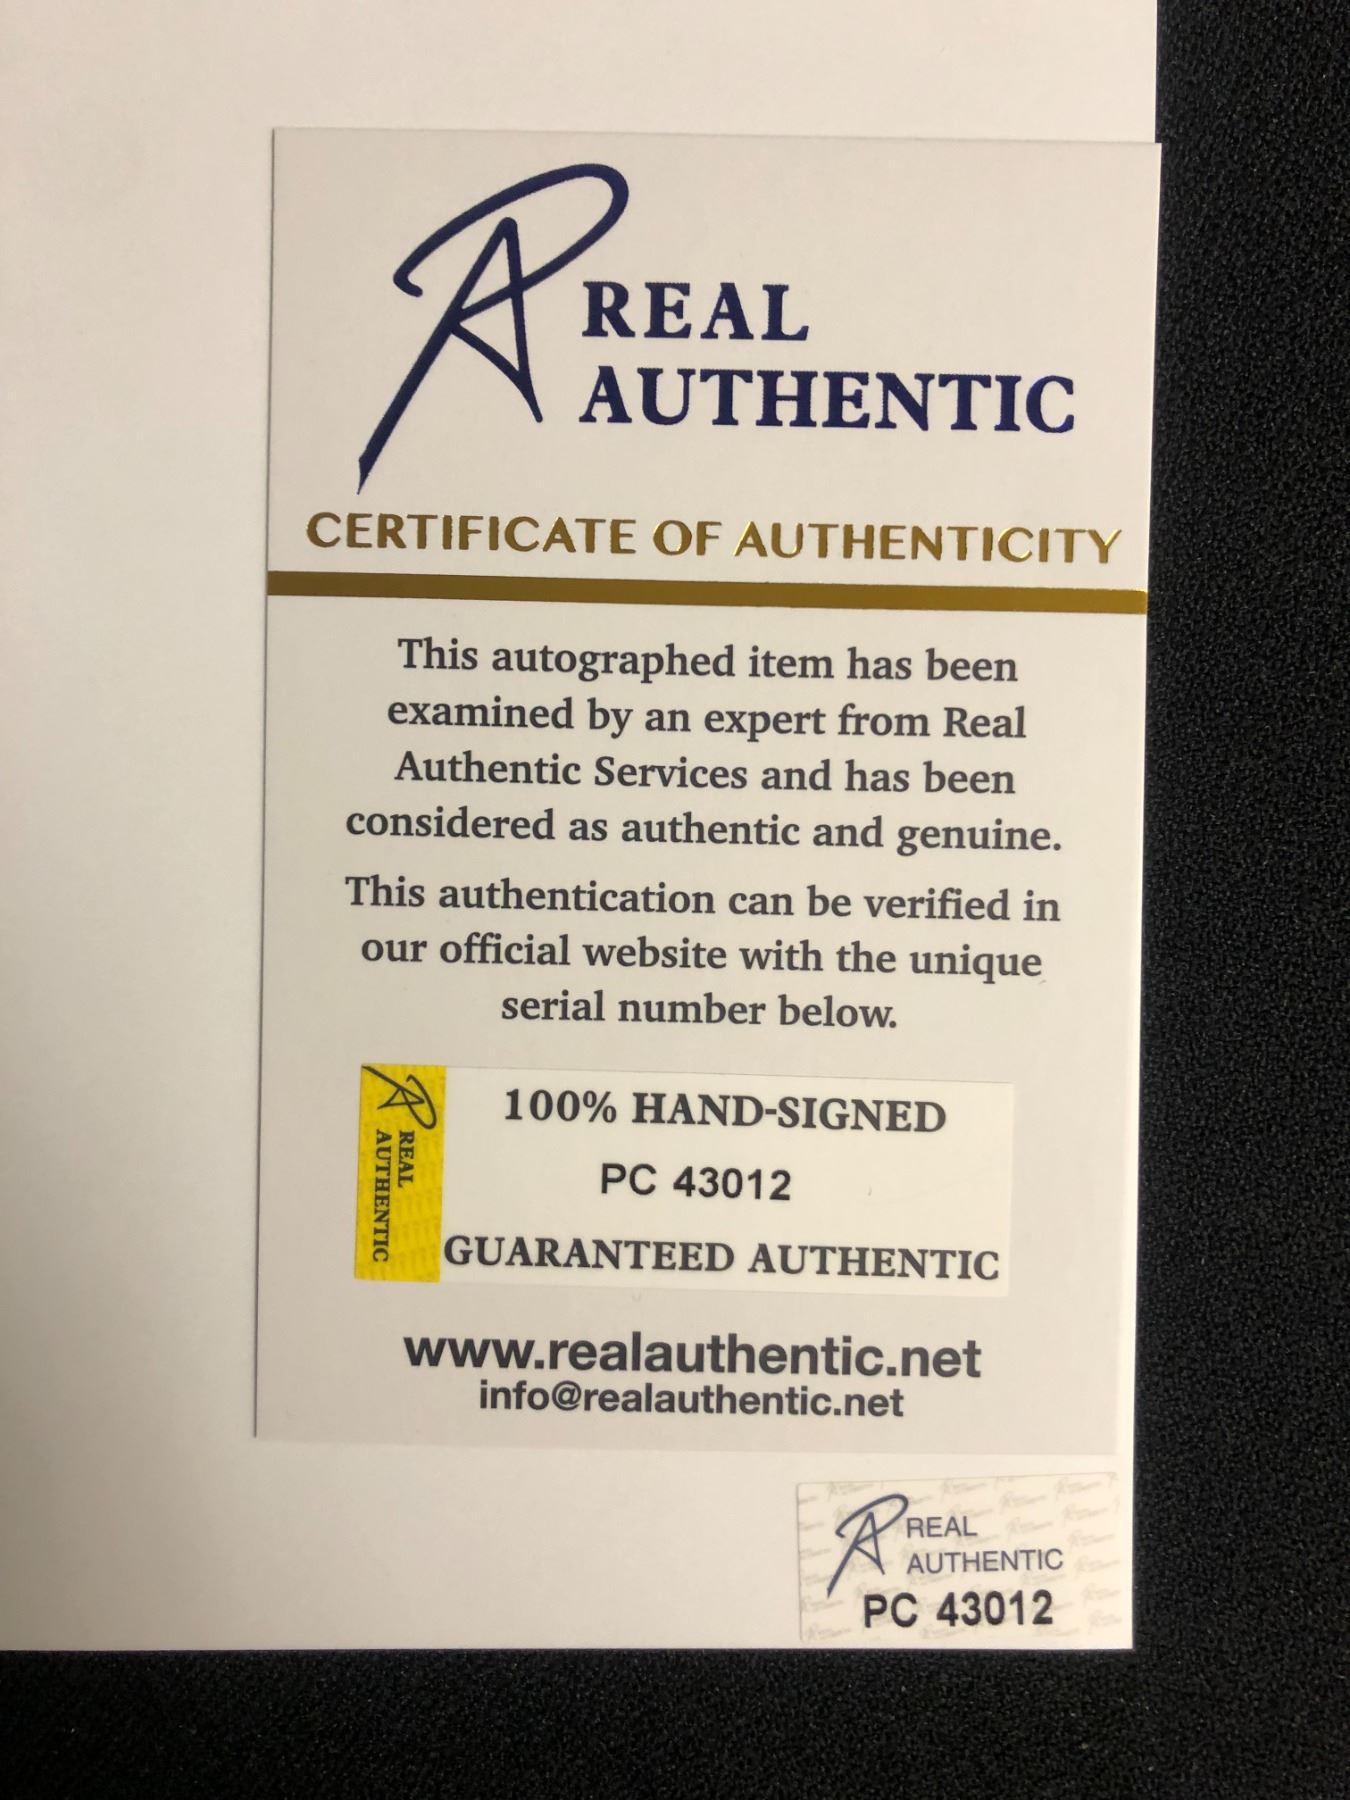 REAL
AUTHENTIC
CERTIFICATE OF AUTHENTICITY
This autographed item has been
examined by an expert from Real
Authentic Services and has been
considered as authentic and genuine.
This authentication can be verified in
our official website with the unique
serial number below.
REAL
AUTHENTIC
100% HAND-SIGNED
PC 43012
GUARANTEED AUTHENTIC
www.realauthentic.net
info@realauthentic.net
REAL
AUTHENTIC
PC 43012